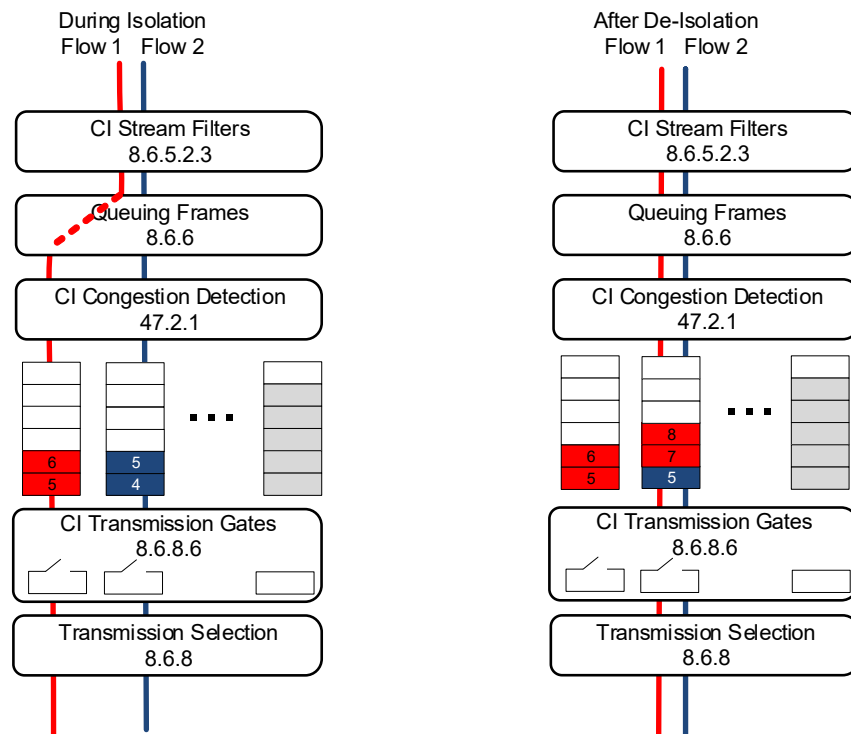 During Isolation
Flow 1 Flow 2
CI Stream Filters
8.6.5.2.3
Queuing Frames
8.6.6
CI Congestion Detection
47.2.1
6 5
5 4
CI Transmission Gates
8.6.8.6
Transmission Selection
8.6.8
After De-Isolation
Flow 1 Flow 2
CI Stream Filters
8.6.5.2.3
Queuing Frames
8.6.6
CI Congestion Detection
47.2.1
8
6 7
5 5
CI Transmission Gates
8.6.8.6
Transmission Selection
8.6.8